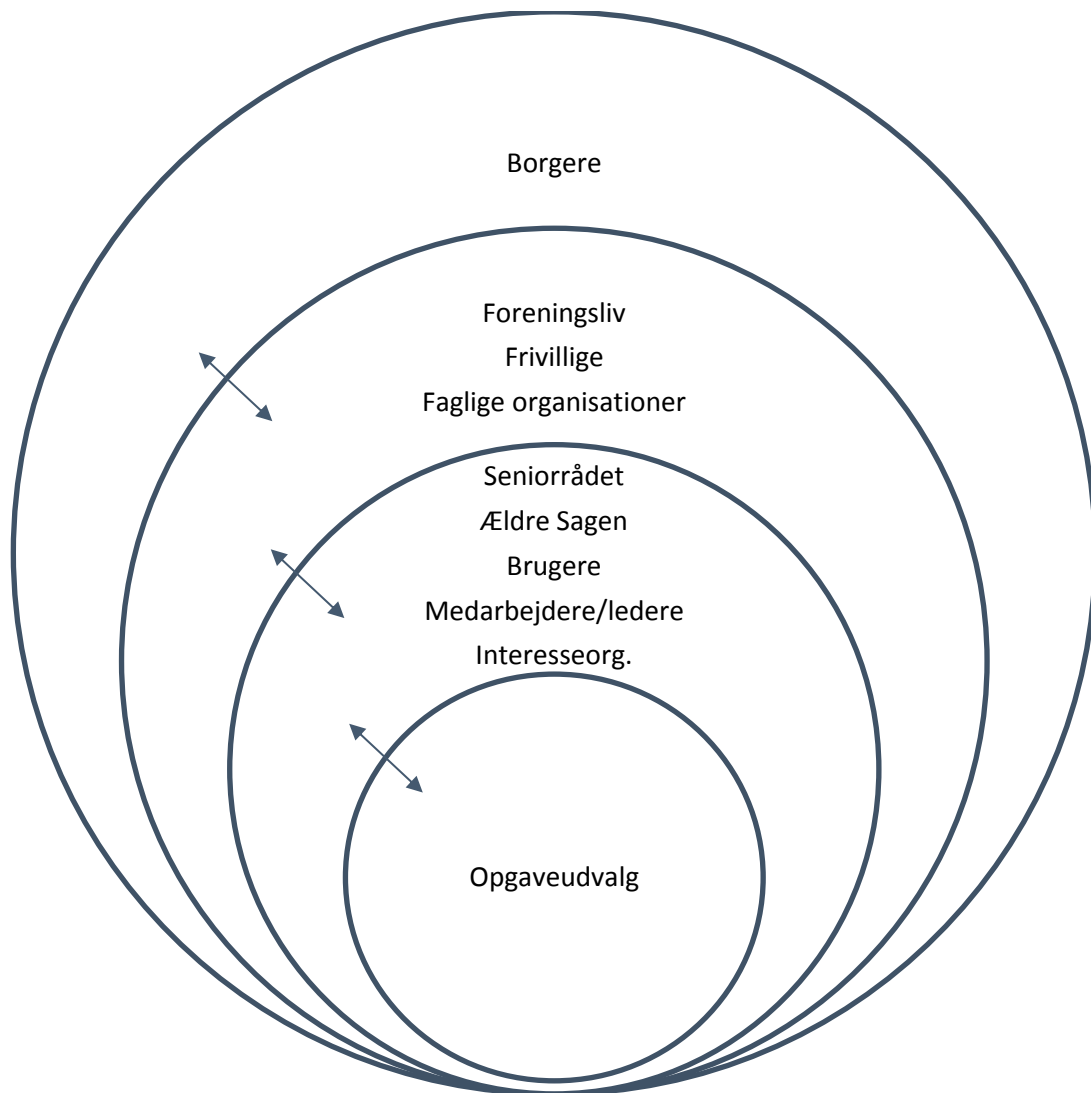 Borgere
Foreningsliv
Frivillige
Faglige organisationer
Seniorrådet
Ældre Sagen
Brugere
Medarbejdere/ledere
Interesseorg.
Opgaveudvalg